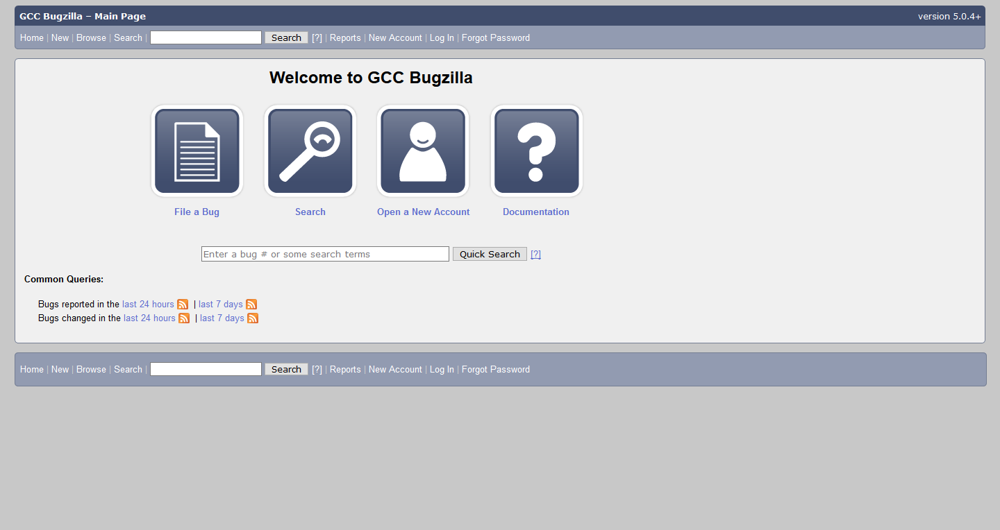 GCC Bugzilla – Main Page
version 5.0.4+
Home | New | Browse | Search | Search [?] | Reports | New Account | Log In | Forgot Password
Welcome to GCC Bugzilla
File a Bug
Search
Open a New Account
Documentation
Enter a bug # or some search terms Quick Search [?]
Common Queries:
Bugs reported in the last 24 hours | last 7 days
Bugs changed in the last 24 hours | last 7 days
Home | New | Browse | Search | Search [?] | Reports | New Account | Log In | Forgot Password